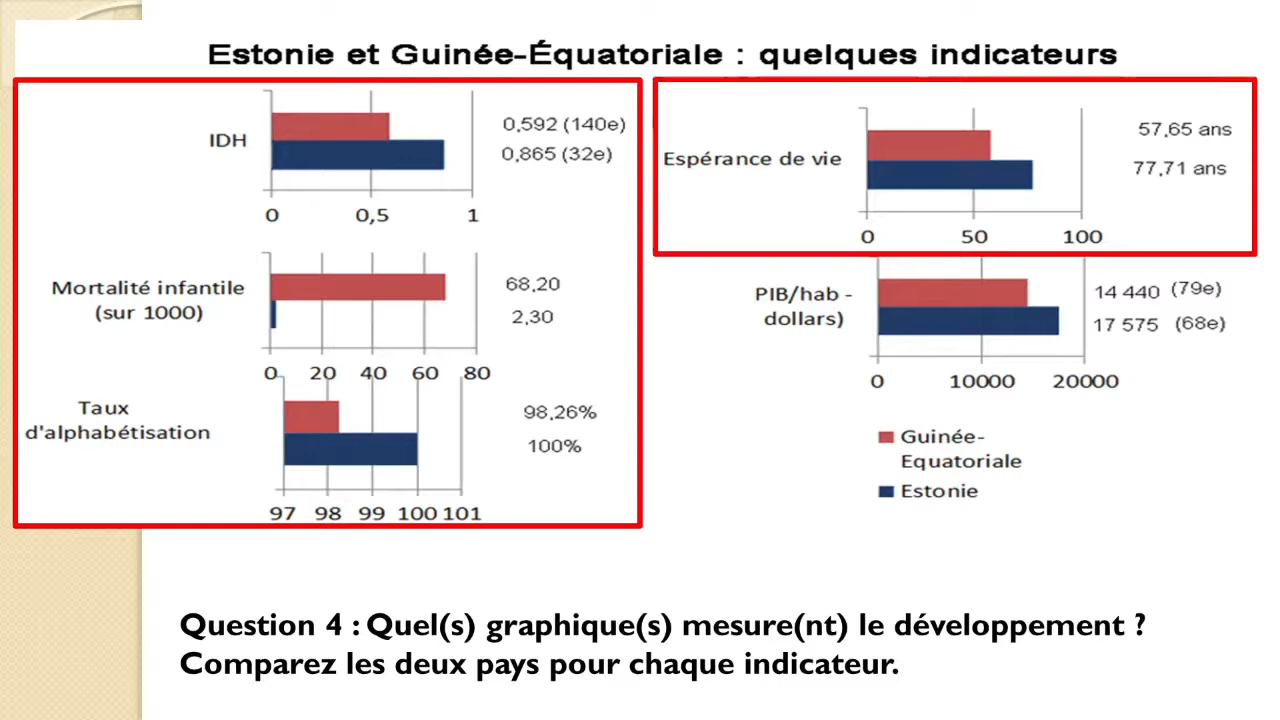 Estonie et Guinée-Équatoriale : quelques indicateurs
IDH
0,592 (140e)
0,865 (32e)
0 0,5 1
Mortalité infantile
(sur 1000)
68,20
2,30
0 20 40 60 80
Taux
d'alphabétisation
98,26%
100%
97 98 99 100 101
Espérance de vie
57,65 ans
77,71 ans
0 50 100
PIB/hab -
dollars)
14 440 (79e)
17 575 (68e)
0 10000 20000
Guinée-
Equatoriale
Estonie
Question 4 : Quel(s) graphique(s) mesure(nt) le développement ?
Comparez les deux pays pour chaque indicateur.